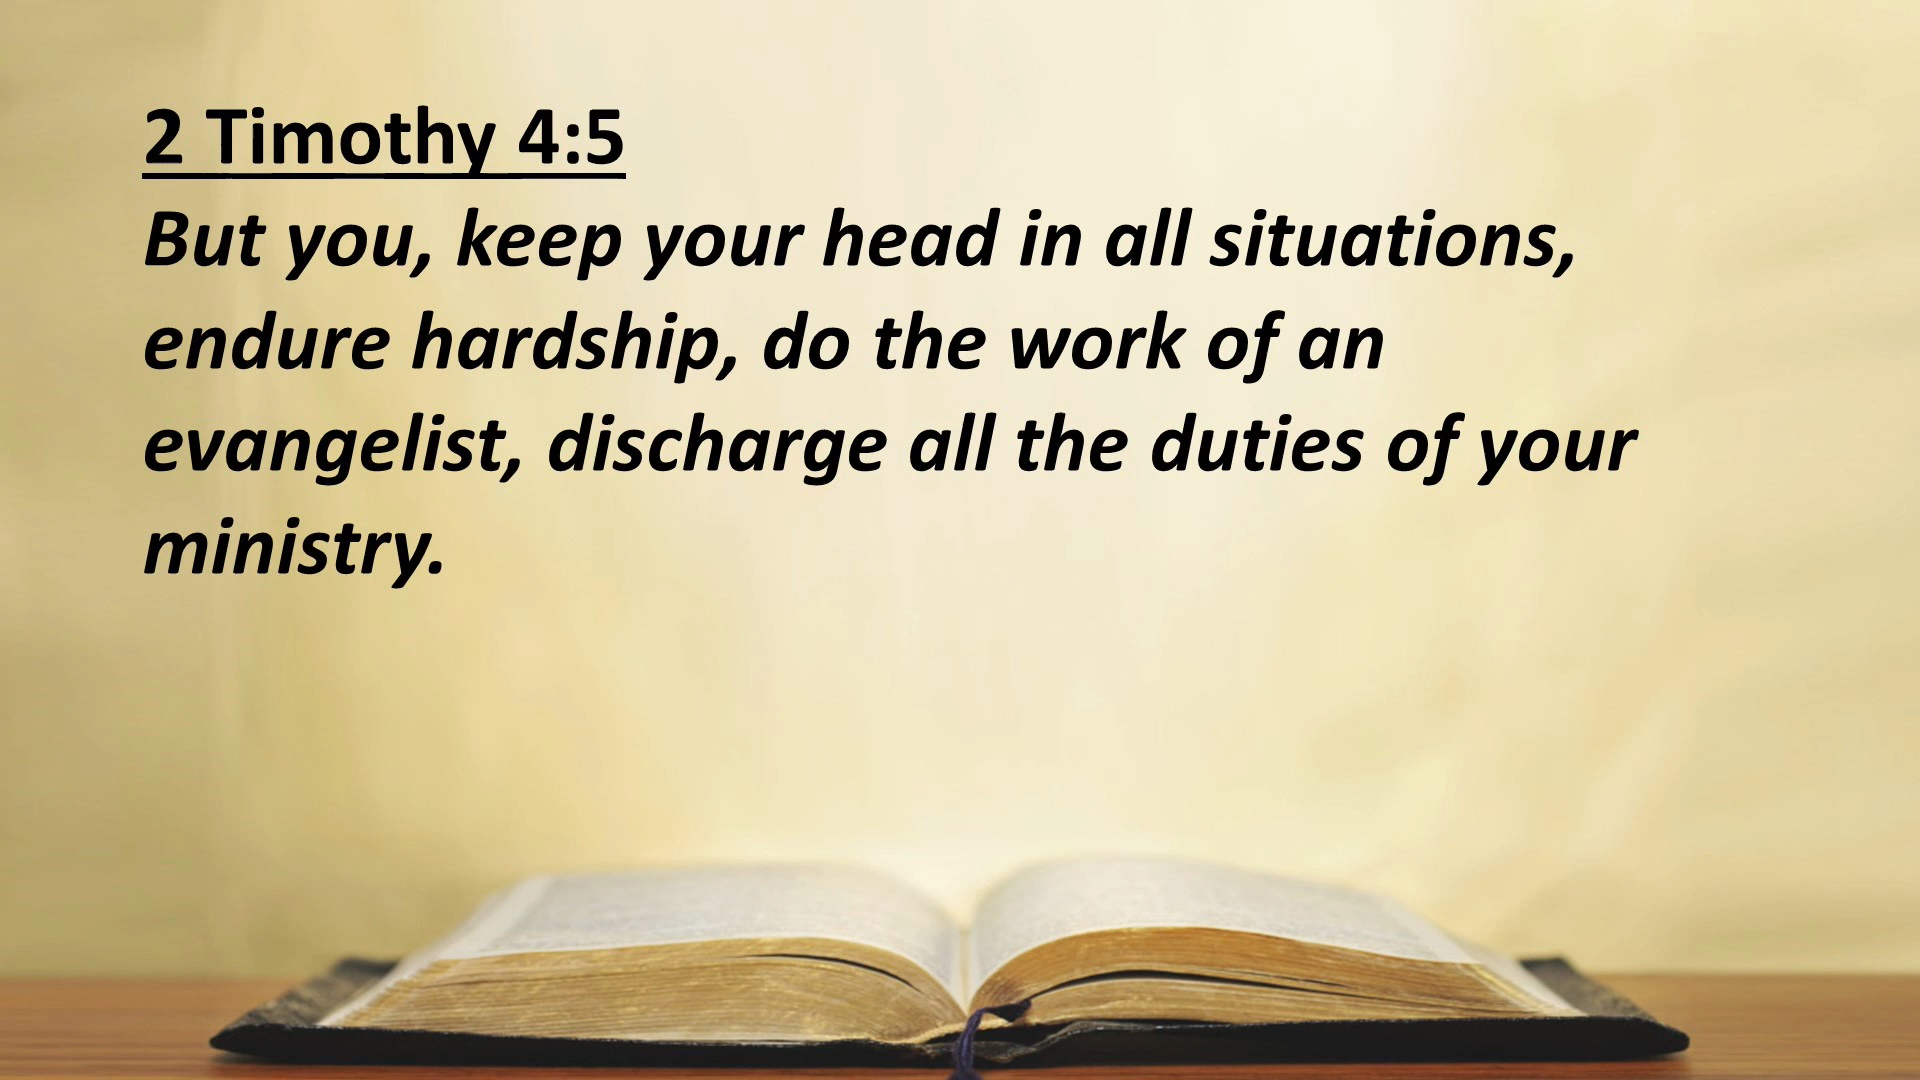 2 Timothy 4:5
But you, keep your head in all situations,
endure hardship, do the work of an
evangelist, discharge all the duties of your
ministry.